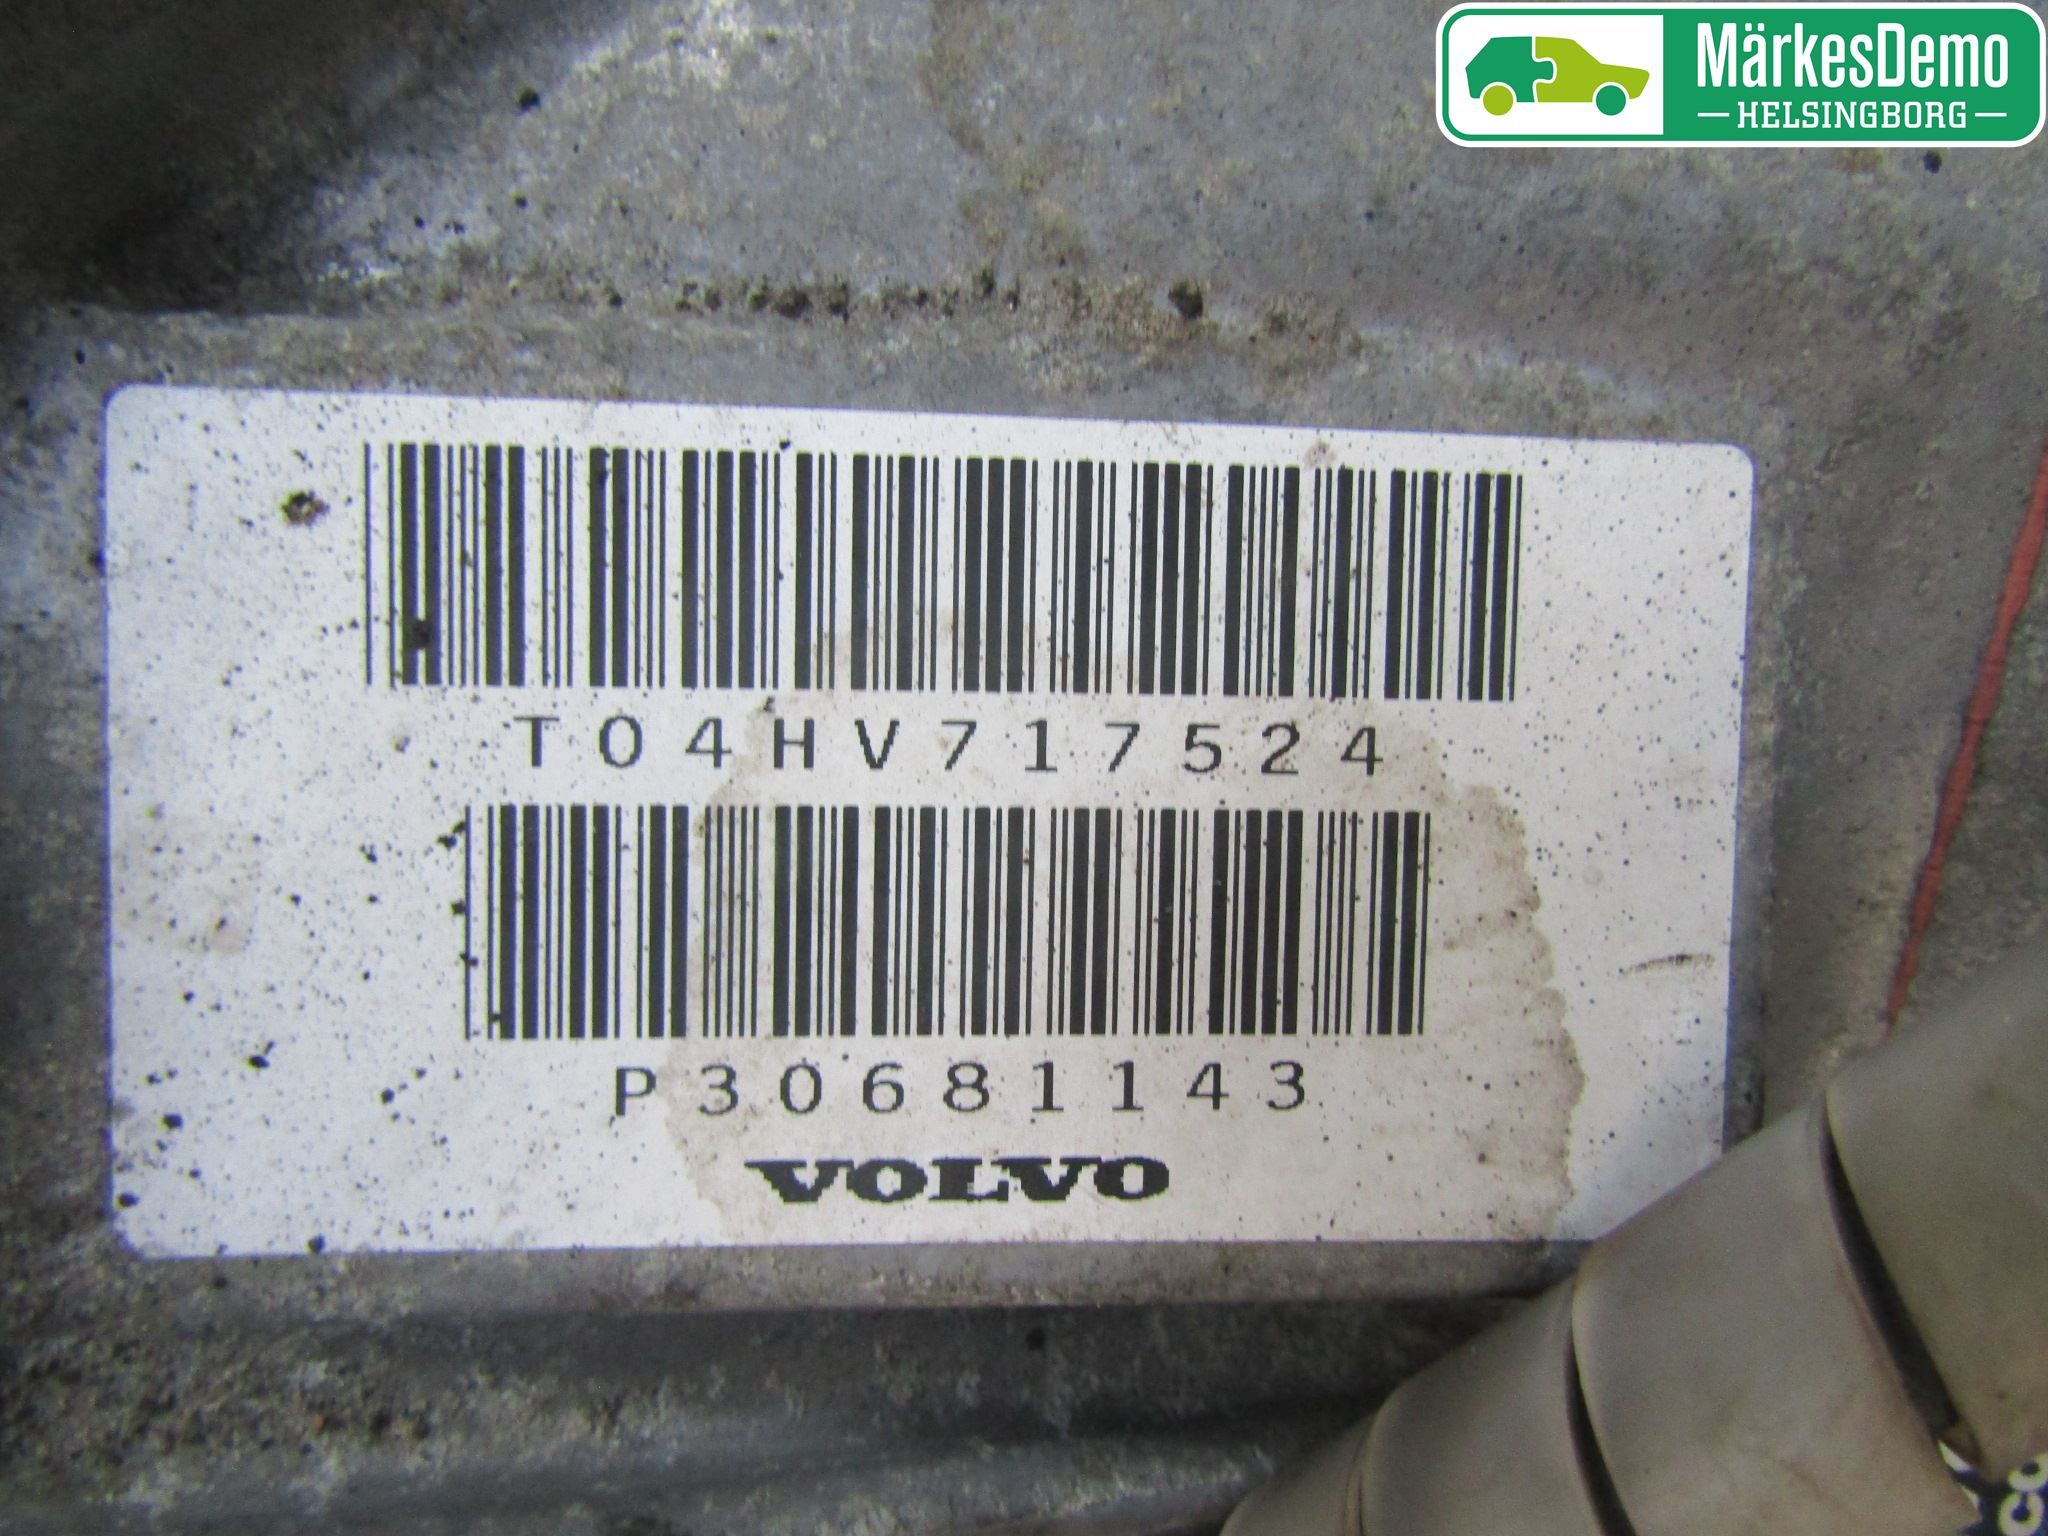 MärkesDemo
HELSINGBORG
T04HV717524
P30681143
VOLVO